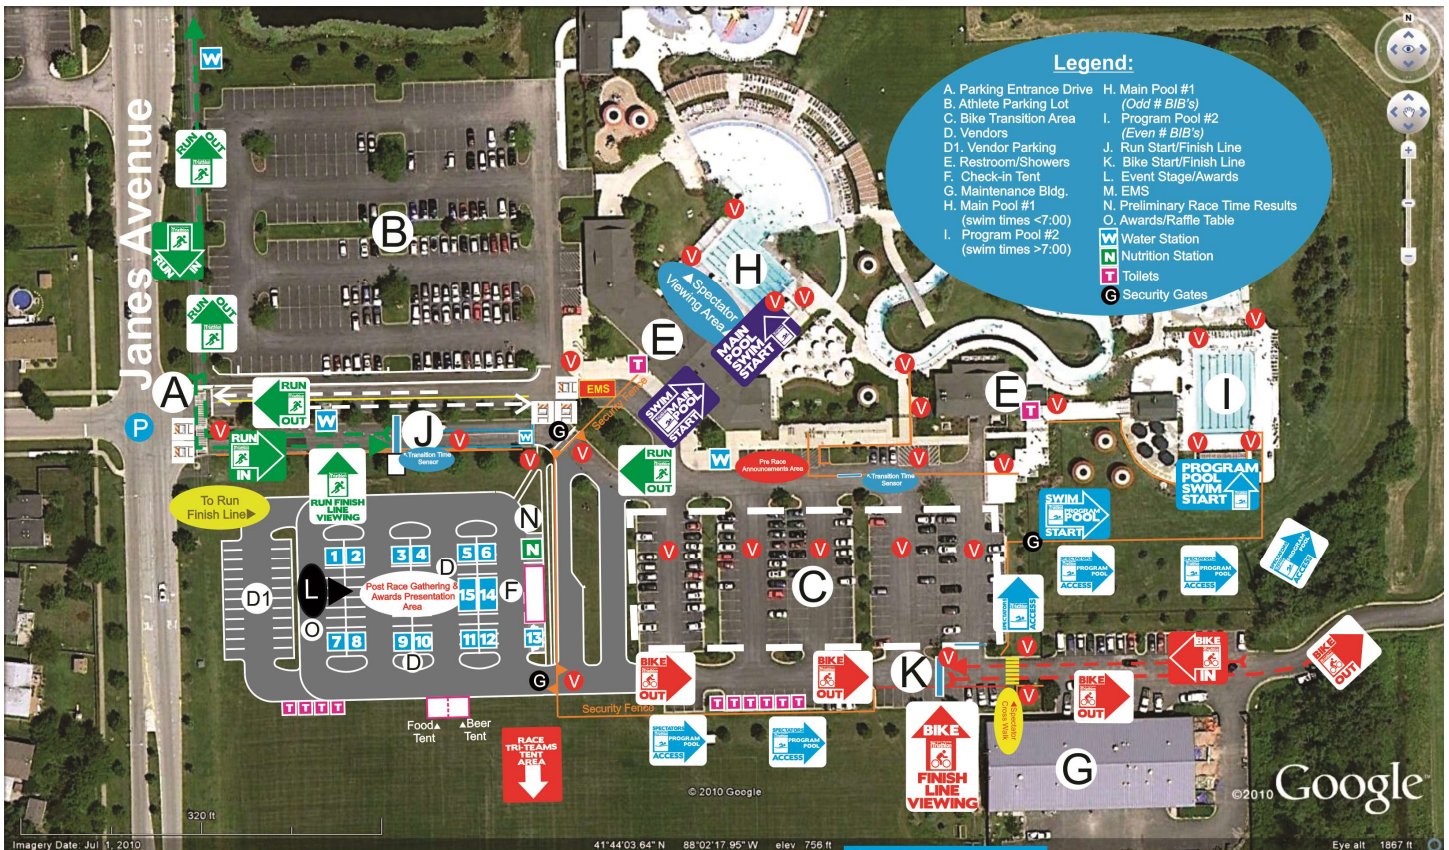 Legend:
A. Parking Entrance Drive
B. Athlete Parking Lot
C. Bike Transition Area
D. Vendors
D1. Vendor Parking
E. Restroom/Showers
F. Check-in Tent
G. Maintenance Bldg.
H. Main Pool #1
(swim times <7:00)
I. Program Pool #2
(swim times >7:00)
H. Main Pool #1
(Odd # BIB's)
I. Program Pool #2
(Even # BIB's)
J. Run Start/Finish Line
K. Bike Start/Finish Line
L. Event Stage/Awards
M. EMS
N. Preliminary Race Time Results
O. Awards/Raffle Table
W Water Station
N Nutrition Station
T Toilets
G Security Gates
N
W
Janes Avenue
RUN
OUT
RUN
IN
RUN
OUT
B
H
Spectator
Viewing Area
MAIN
POOL
SWIM
START
V
V
V
V
V
E
T
EMS
Security Fence
SWIM
MAIN
POOL
START
A
P
RUN
OUT
W
J
W
G
V
RUN
IN
V
V
V
V
Transition Time
Sensor
RUN FINISH
LINE
VIEWING
To Run
Finish Line
RUN
OUT
W
Pre Race
Announcements Area
Transition Time
Sensor
V
V
V
V
E
T
V
I
V
V
V
V
PROGRAM
POOL
SWIM
START
SWIM
PROGRAM
POOL
START
G
SPECTATORS
PROGRAM
POOL
ACCESS
SPECTATORS
PROGRAM
POOL
ACCESS
SPECTATORS
PROGRAM
POOL
ACCESS
SPECTATORS
ACCESS
N
N
1 2
3 4
5 6
D
D1
L
Post Race Gathering &
Awards Presentation
Area
15 14
F
O
7 8
9 10
11 12
13
D
G
V
T T T T
Food
Tent
Beer
Tent
RACE
TRI-TEAMS
TENT
AREA
Security Fence
V
V
V
V
V
C
BIKE
OUT
BIKE
OUT
T T T T T T
K
V
V
V
BIKE
IN
BIKE
OUT
BIKE
OUT
Spectator
Cross Walk
SPECTATORS
PROGRAM
POOL
ACCESS
SPECTATORS
PROGRAM
POOL
ACCESS
BIKE
FINISH
LINE
VIEWING
G
© 2010 Google
©2010 Google
320 ft
Imagery Date: Jul 1, 2010
41°44'03.64" N 88°02'17.95" W elev 756 ft
Eye alt 1867 ft